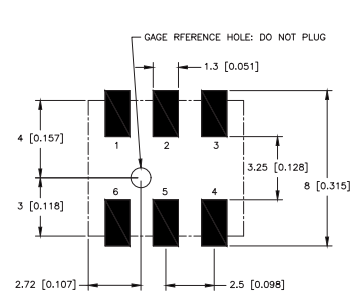 GAGE RFERENCE HOLE: DO NOT PLUG
1.3 [0.051]
4 [0.157]
1 2 3
3.25 [0.128]
8 [0.315]
6 5 4
3 [0.118]
2.72 [0.107]
2.5 [0.098]